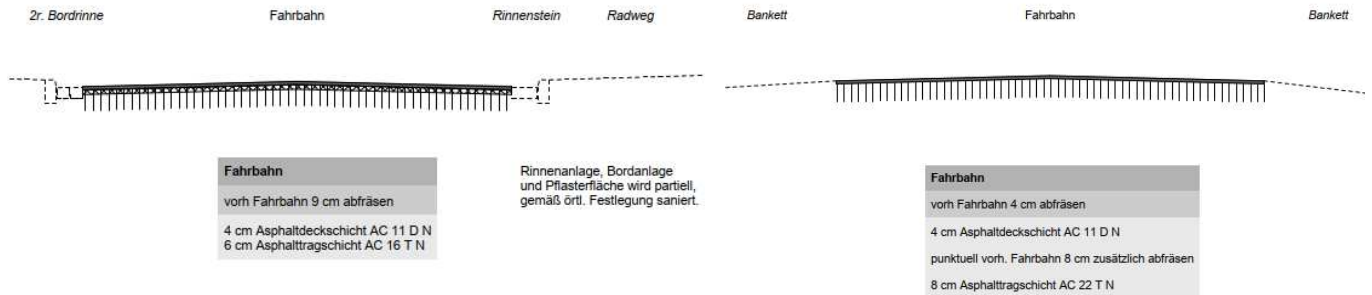 2r. Bordrinne
Fahrbahn
Rinnenstein
Radweg
Fahrbahn
vorh Fahrbahn 9 cm abfräsen
4 cm Asphaltdeckschicht AC 11 D N
6 cm Asphalttragschicht AC 16 T N
Rinnenanlage, Bordanlage
und Pflasterfläche wird partiell,
gemäß örtl. Festlegung saniert.
Bankett
Fahrbahn
Bankett
Fahrbahn
vorh Fahrbahn 4 cm abfräsen
4 cm Asphaltdeckschicht AC 11 D N
punktuell vorh. Fahrbahn 8 cm zusätzlich abfräsen
8 cm Asphalttragschicht AC 22 T N